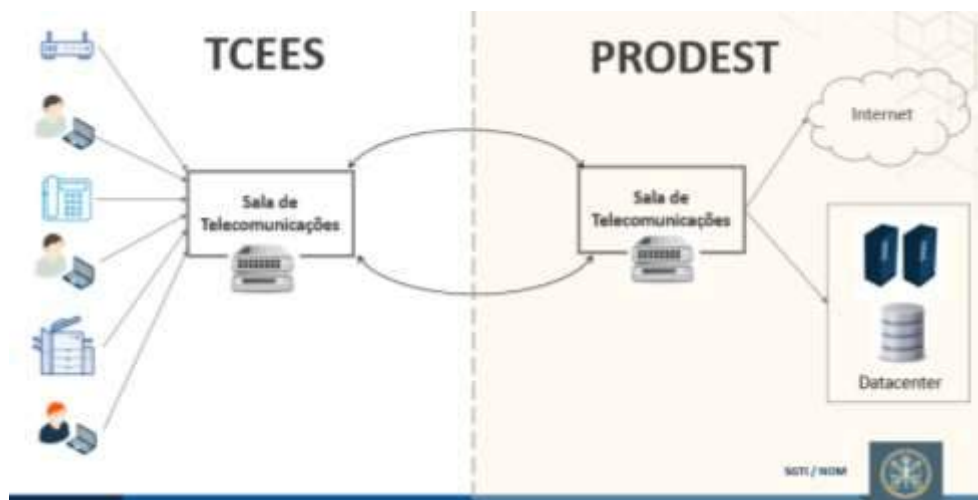 TCEES
PRODEST
Internet
Sala de
Telecomunicações
Sala de
Telecomunicações
Datacenter
SGTI / NOM